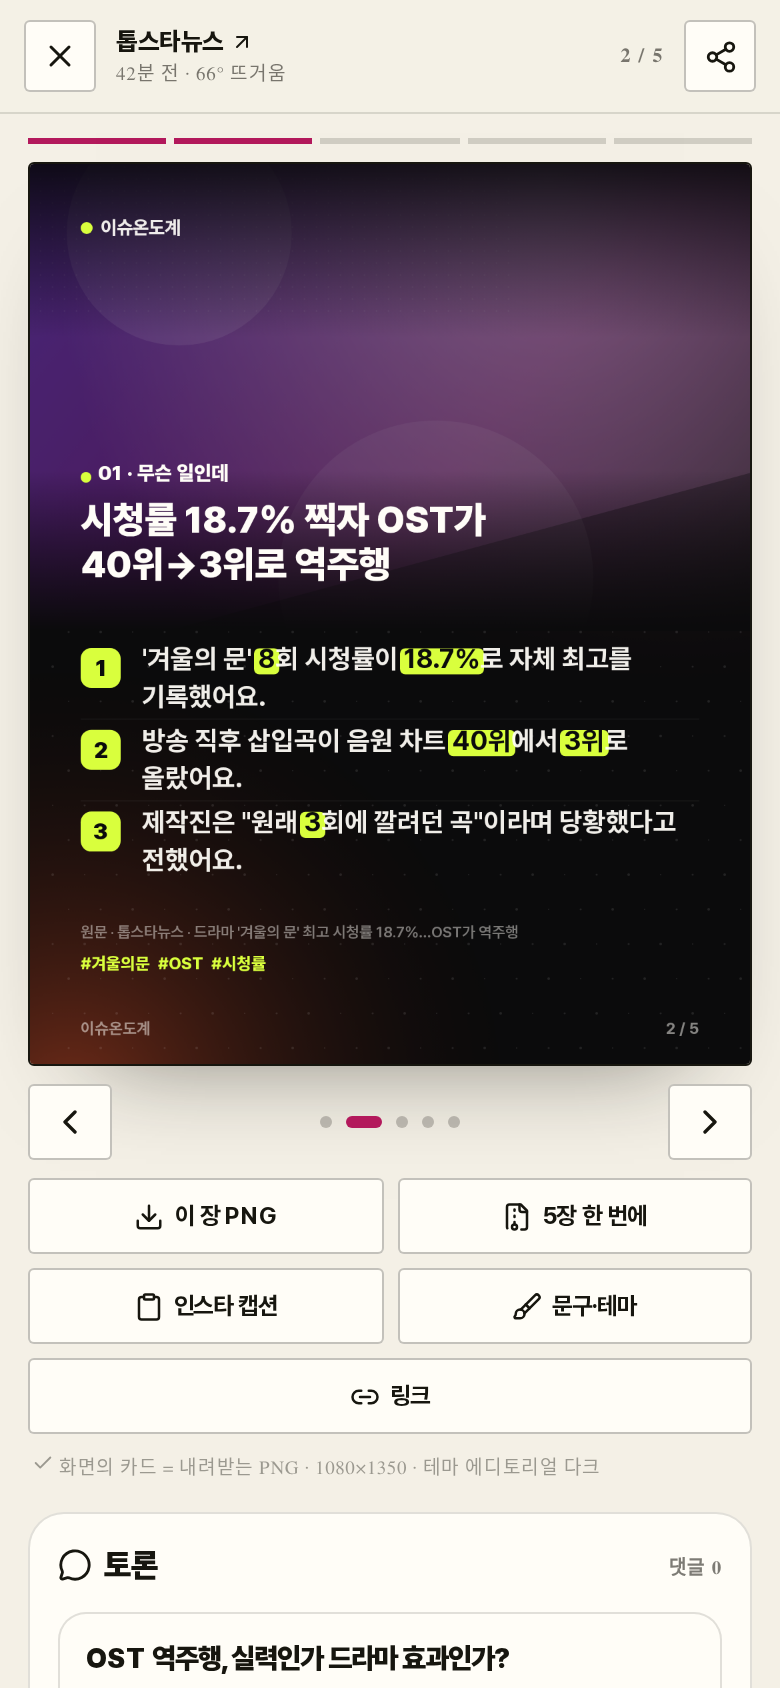 톱스타뉴스
42분 전 · 66° 뜨거움
2 / 5
이슈온도계
01 · 무슨 일인데
시청률 18.7% 찍자 OST가
40위→3위로 역주행
1 '겨울의 문' 8회 시청률이 18.7%로 자체 최고를
기록했어요.
2 방송 직후 삽입곡이 음원 차트 40위에서 3위로
올랐어요.
3 제작진은 "원래 3회에 깔려던 곡"이라며 당황했다고
전했어요.
원문 · 톱스타뉴스 · 드라마 '겨울의 문' 최고 시청률 18.7%...OST가 역주행
#겨울의문 #OST #시청률
이슈온도계 2 / 5
이 장 PNG
5장 한 번에
인스타 캡션
문구·테마
링크
화면의 카드 = 내려받는 PNG · 1080×1350 · 테마 에디토리얼 다크
토론
댓글 0
OST 역주행, 실력인가 드라마 효과인가?